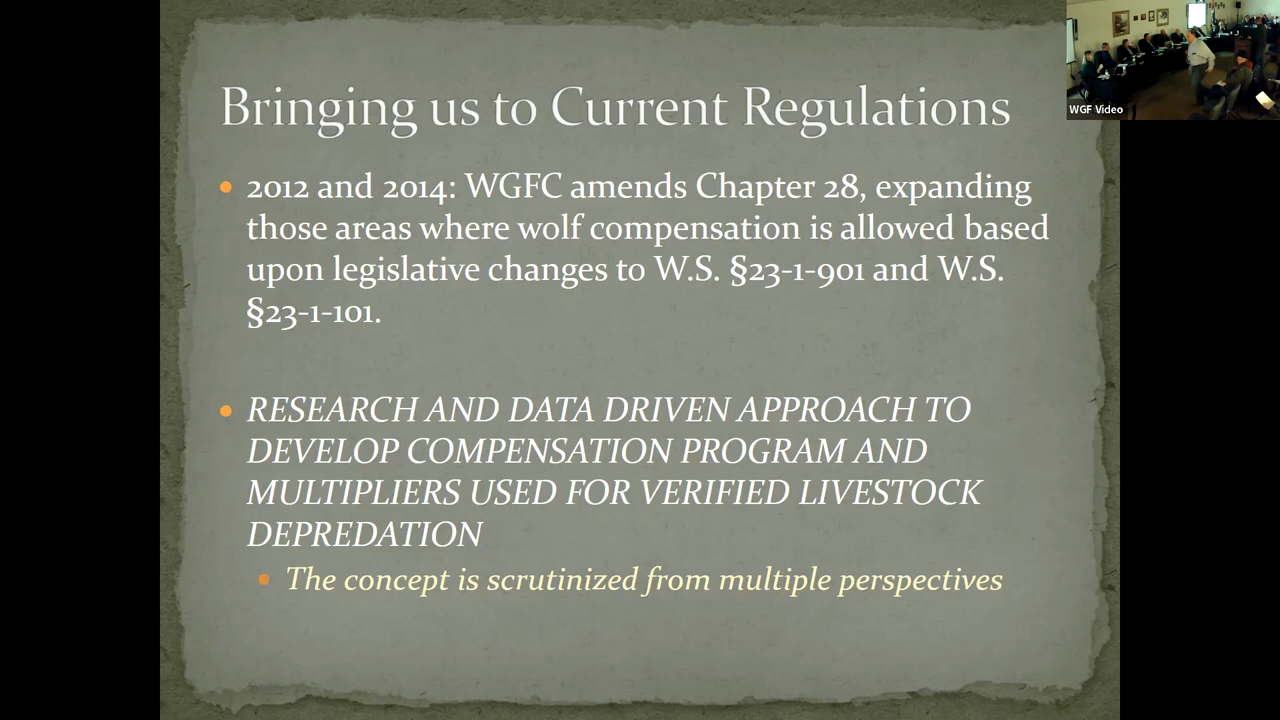 Bringing us to Current Regulations
2012 and 2014: WGFC amends Chapter 28, expanding
those areas where wolf compensation is allowed based
upon legislative changes to W.S. §23-1-901 and W.S.
§23-1-101.
RESEARCH AND DATA DRIVEN APPROACH TO
DEVELOP COMPENSATION PROGRAM AND
MULTIPLIERS USED FOR VERIFIED LIVESTOCK
DEPREDATION
The concept is scrutinized from multiple perspectives
WGF Video